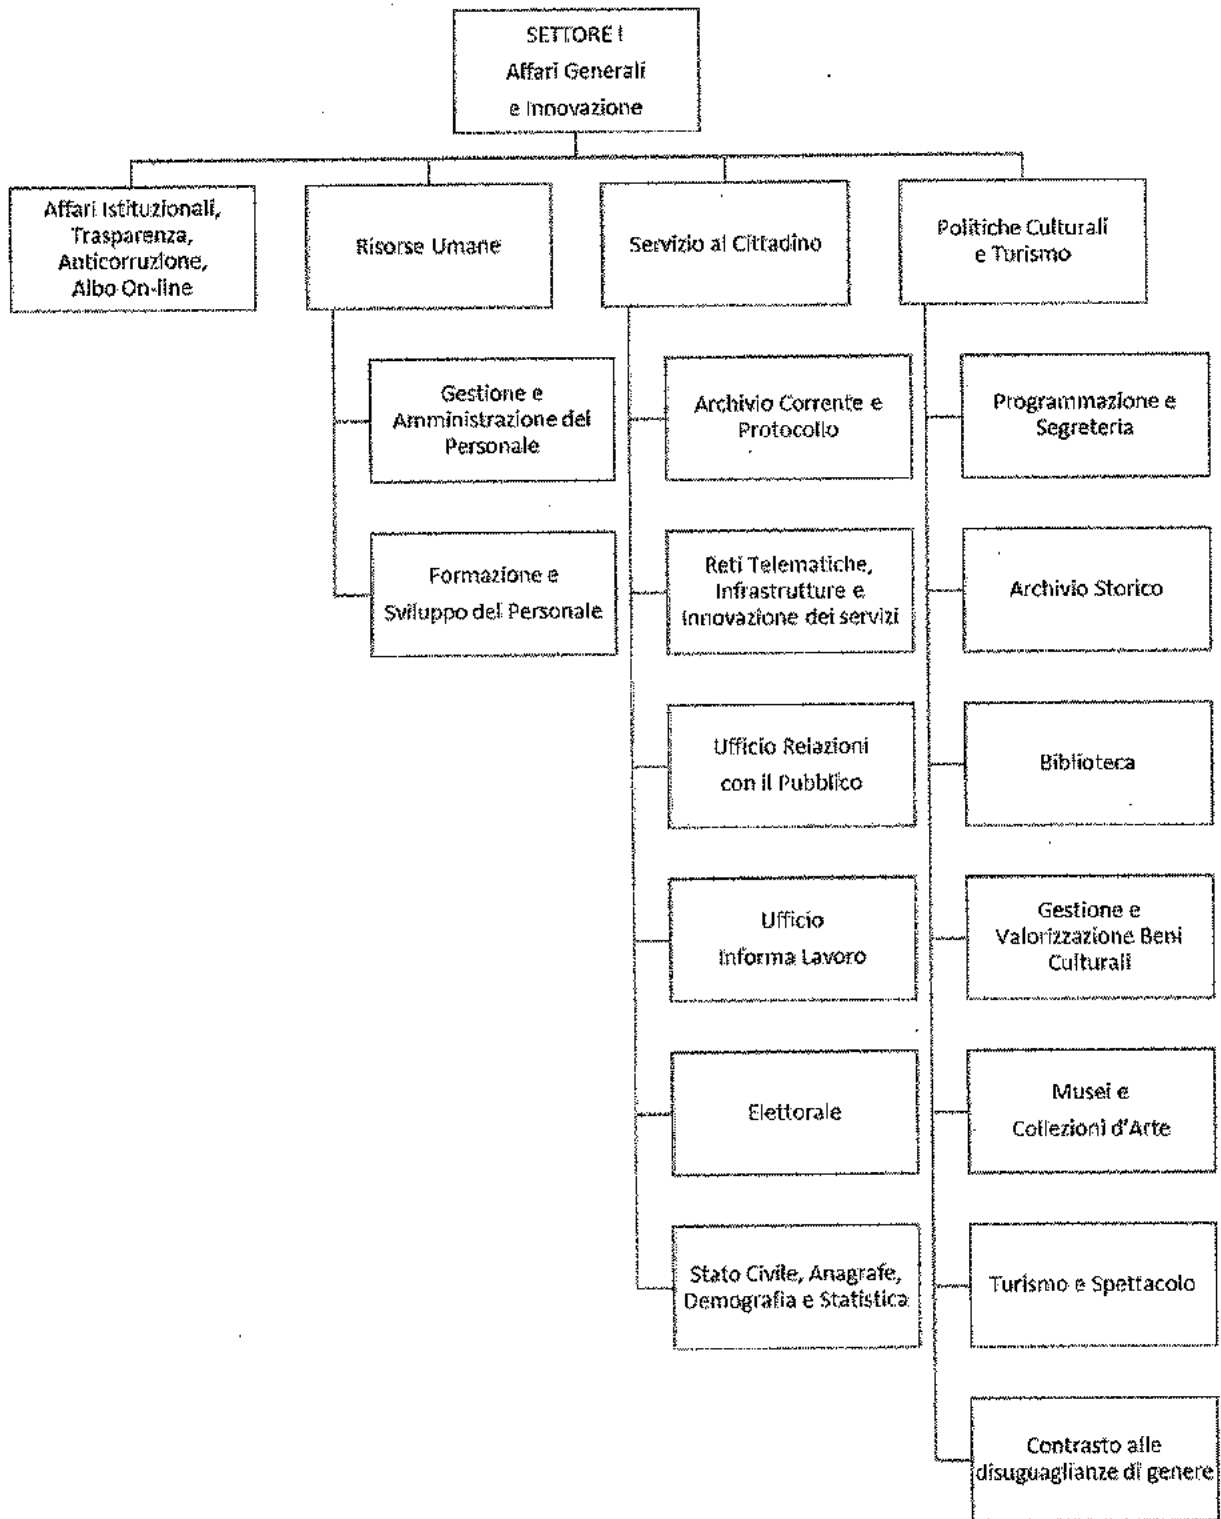 SETTORE I
Affari Generali
e Innovazione
Affari Istituzionali,
Trasparenza,
Anticorruzione,
Albo On-line
Risorse Umane
Servizio al Cittadino
Politiche Culturali
e Turismo
Gestione e
Amministrazione del
Personale
Formazione e
Sviluppo del Personale
Archivio Corrente e
Protocollo
Reti Telematiche,
Infrastrutture e
Innovazione dei servizi
Ufficio Relazioni
con il Pubblico
Ufficio
Informa Lavoro
Elettorale
Stato Civile, Anagrafe,
Demografia e Statistica
Programmazione e
Segreteria
Archivio Storico
Biblioteca
Gestione e
Valorizzazione Beni
Culturali
Musei e
Collezioni d'Arte
Turismo e Spettacolo
Contrasto alle
disuguaglianze di genere